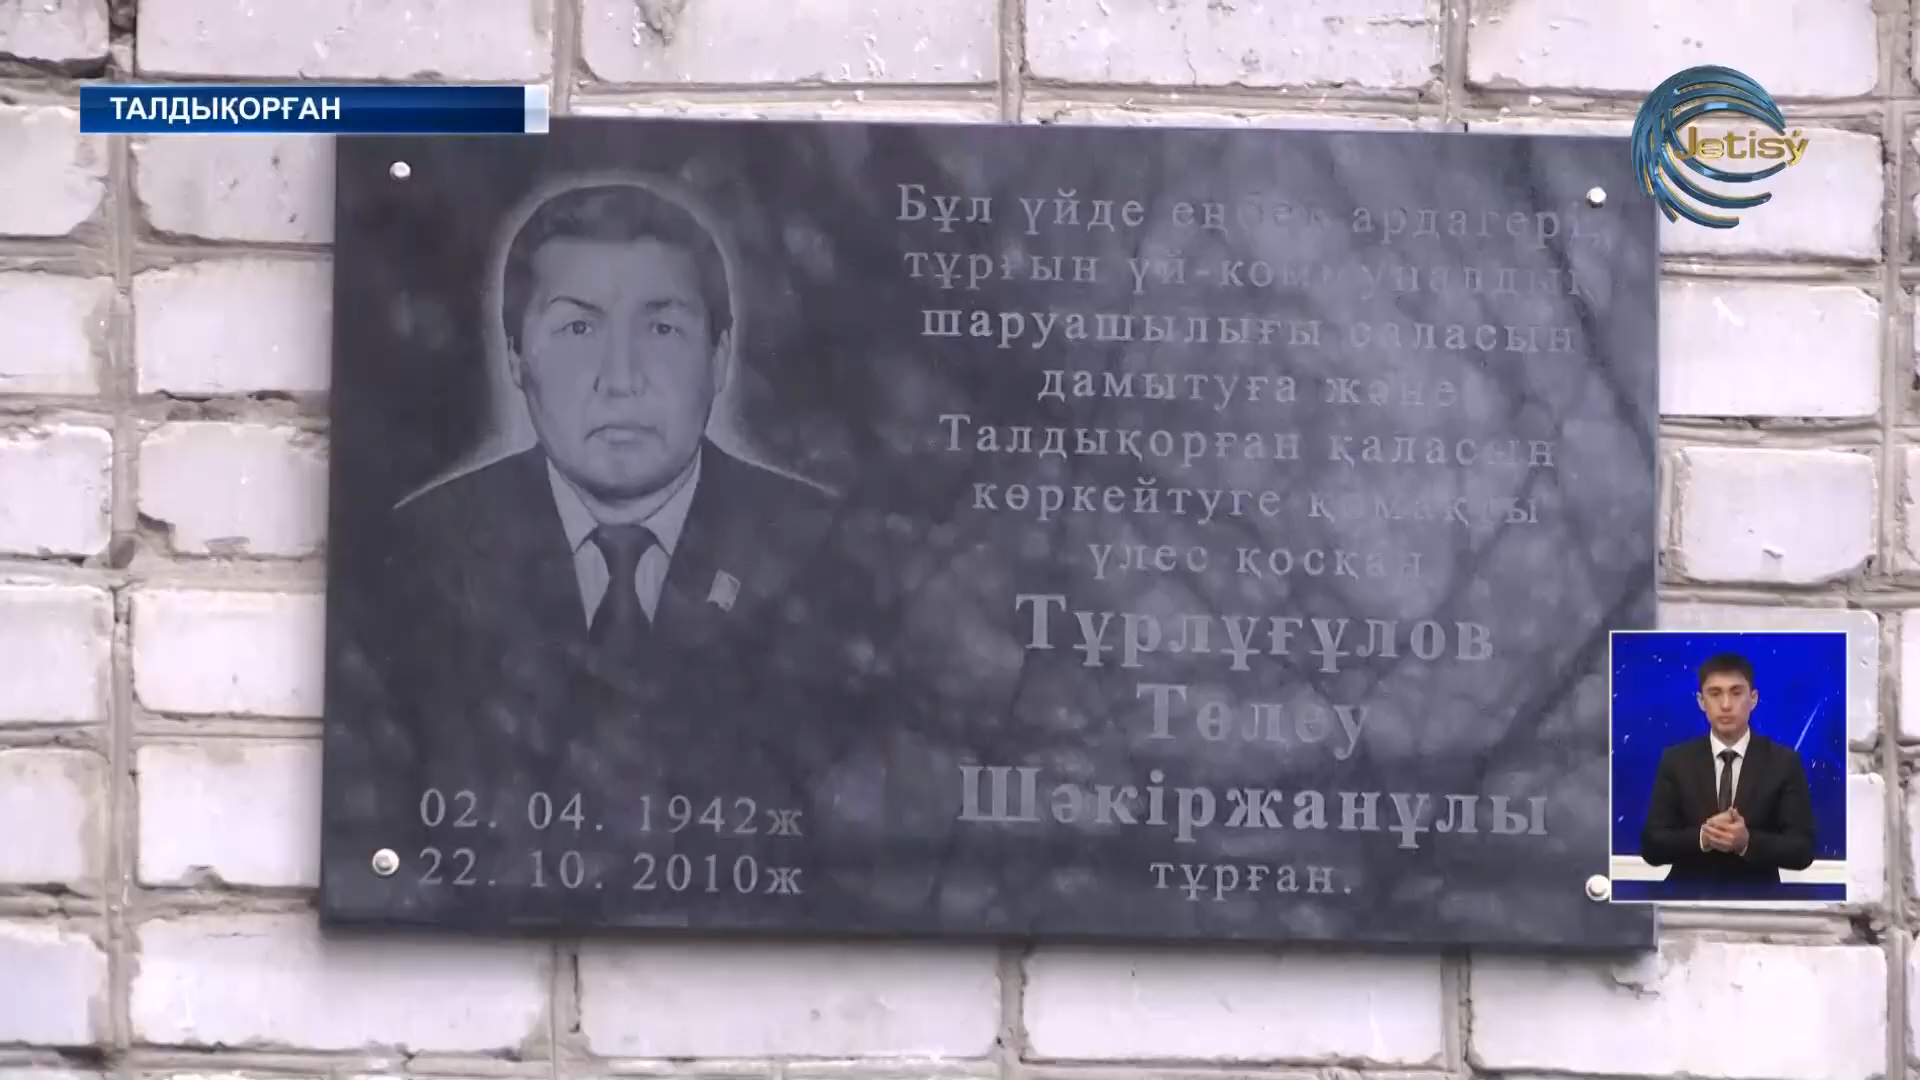 ТАЛДЫҚОРҒАН
Jetisý
Бұл үйде еңбек ардагері,
тұрғын үй-коммуналдық
шаруашылығы саласын
дамытуға және
Талдықорған қаласын
көркейтуге қомақты
үлес қосқан
Тұрлұғұлов
Төлеу
Шәкіржанұлы
тұрған.
02. 04. 1942ж
22. 10. 2010ж